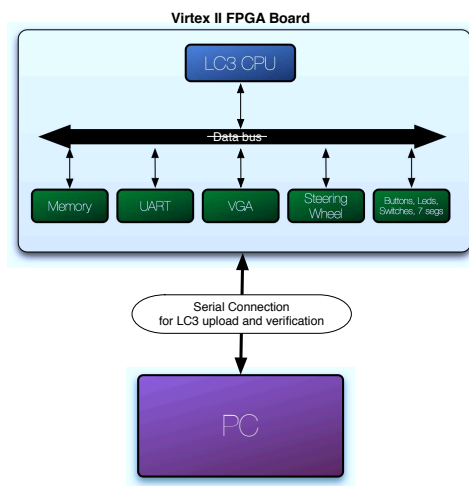 Virtex II FPGA Board
LC3 CPU
Data bus
Memory
UART
VGA
Steering
Wheel
Buttons, Leds,
Switches, 7 segs
Serial Connection
for LC3 upload and verification
PC